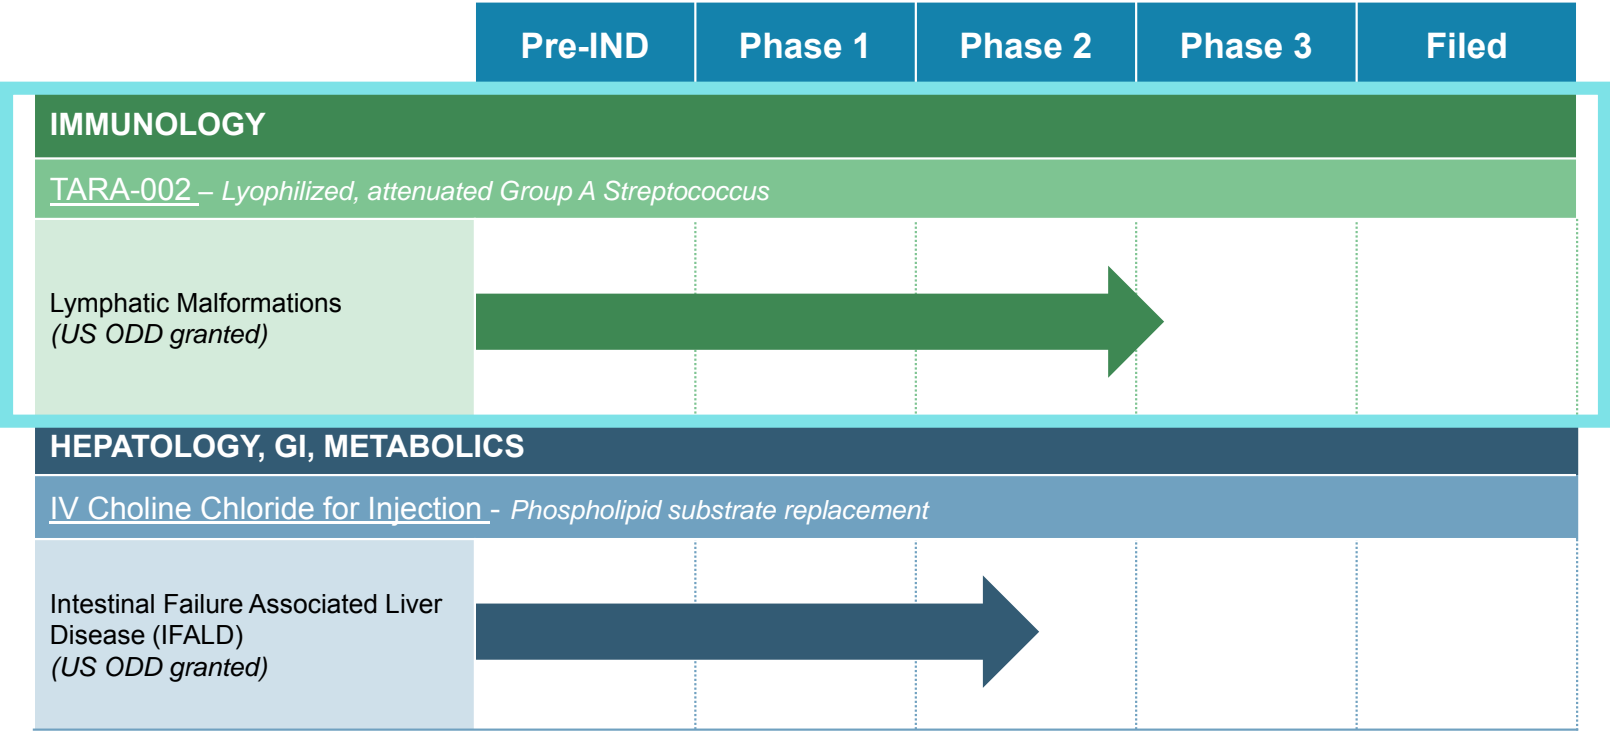 Pre-IND Phase 1 Phase 2 Phase 3 Filed
IMMUNOLOGY
TARA-002 – Lyophilized, attenuated Group A Streptococcus
Lymphatic Malformations
(US ODD granted)
HEPATOLOGY, GI, METABOLICS
IV Choline Chloride for Injection - Phospholipid substrate replacement
Intestinal Failure Associated Liver
Disease (IFALD)
(US ODD granted)